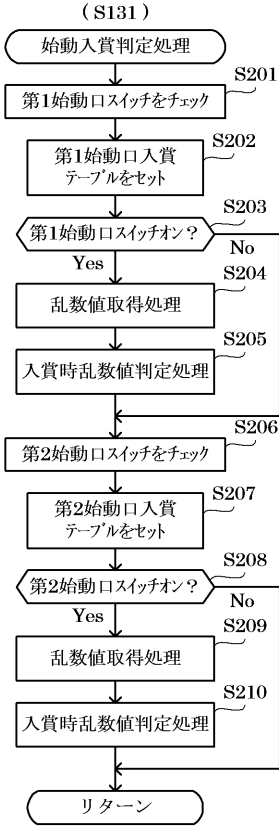 (S131)
始動入賞判定処理
S201
第1始動口スイッチをチェック
S202
第1始動口入賞
テーブルをセット
S203
第1始動口スイッチオン?
No
Yes
S204
乱数値取得処理
S205
入賞時乱数値判定処理
S206
第2始動口スイッチをチェック
S207
第2始動口入賞
テーブルをセット
S208
第2始動口スイッチオン?
No
Yes
S209
乱数値取得処理
S210
入賞時乱数値判定処理
リターン